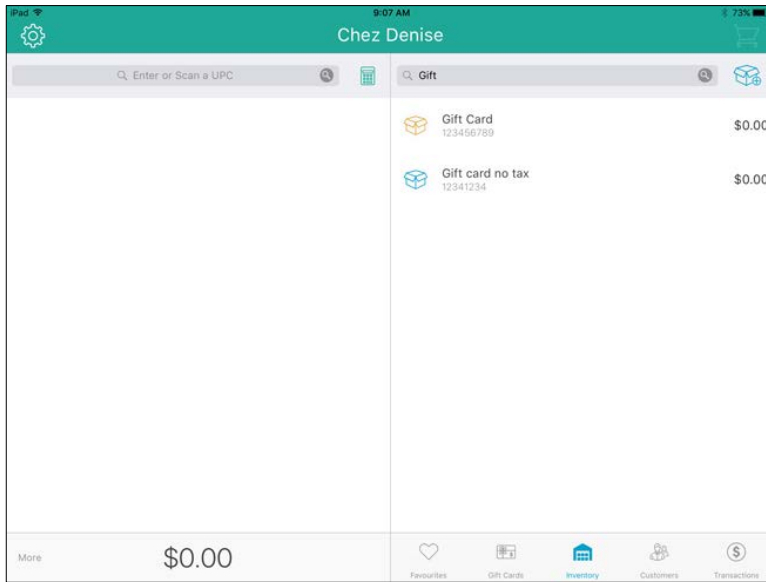 iPad
9:07 AM
73%
Chez Denise
Enter or Scan a UPC
Gift
Gift Card
123456789
$0.00
Gift card no tax
12341234
$0.00
More
$0.00
Favourites
Gift Cards
Inventory
Customers
Transactions